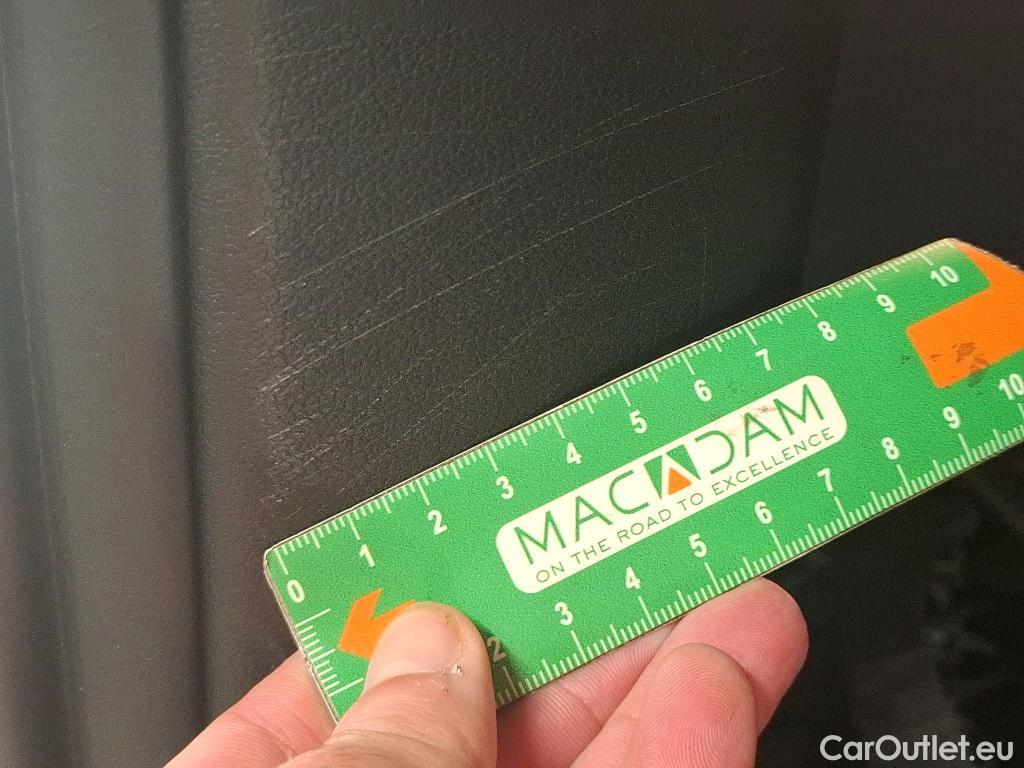 0 1 2 3 4 5 6 7 8 9 10
MACADAM
ON THE ROAD TO EXCELLENCE
2 3 4 5 6 7 8 9 10
CarOutlet.eu